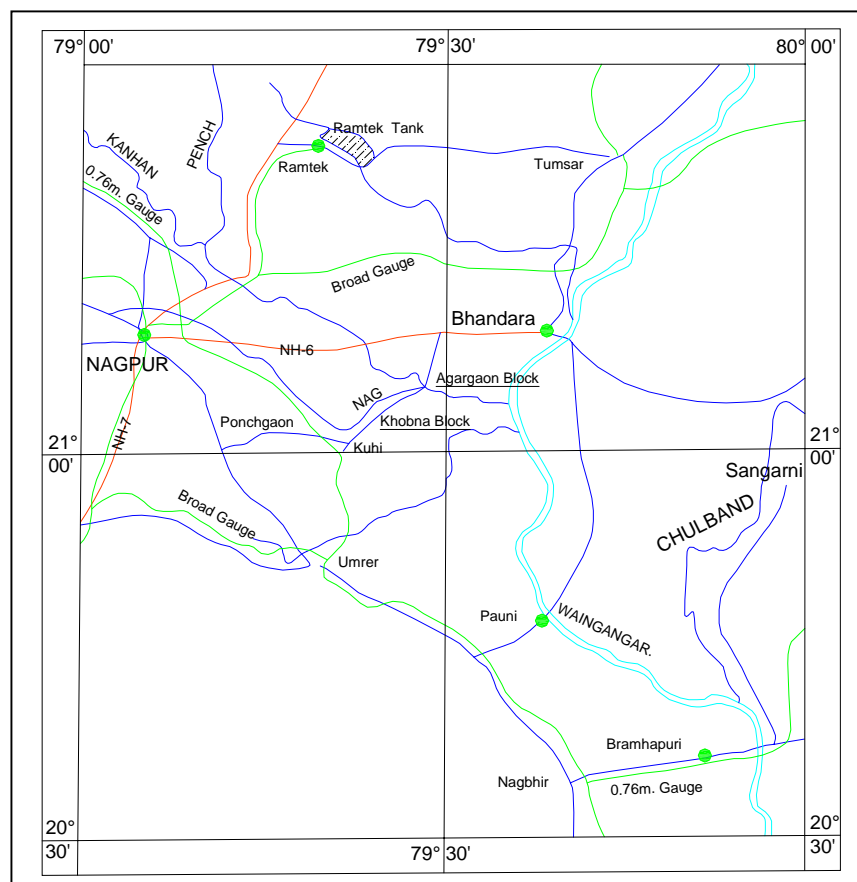 79° 00'
79° 30'
80° 00'
Ramtek Tank
KANHAN
PENCH
Ramtek
Tumsar
0.76m. Gauge
Broad Gauge
Bhandara
NH-6
NAGPUR
Agargaon Block
NAG
Ponchgaon
Khobna Block
NH-7
Kuhi
21°
00'
21°
00'
Sangarni
Broad Gauge
CHULBAND
Umrer
Pauni
WAINGANGAR.
Bramhapuri
Nagbhir
0.76m. Gauge
20°
30'
79° 30'
20°
30'